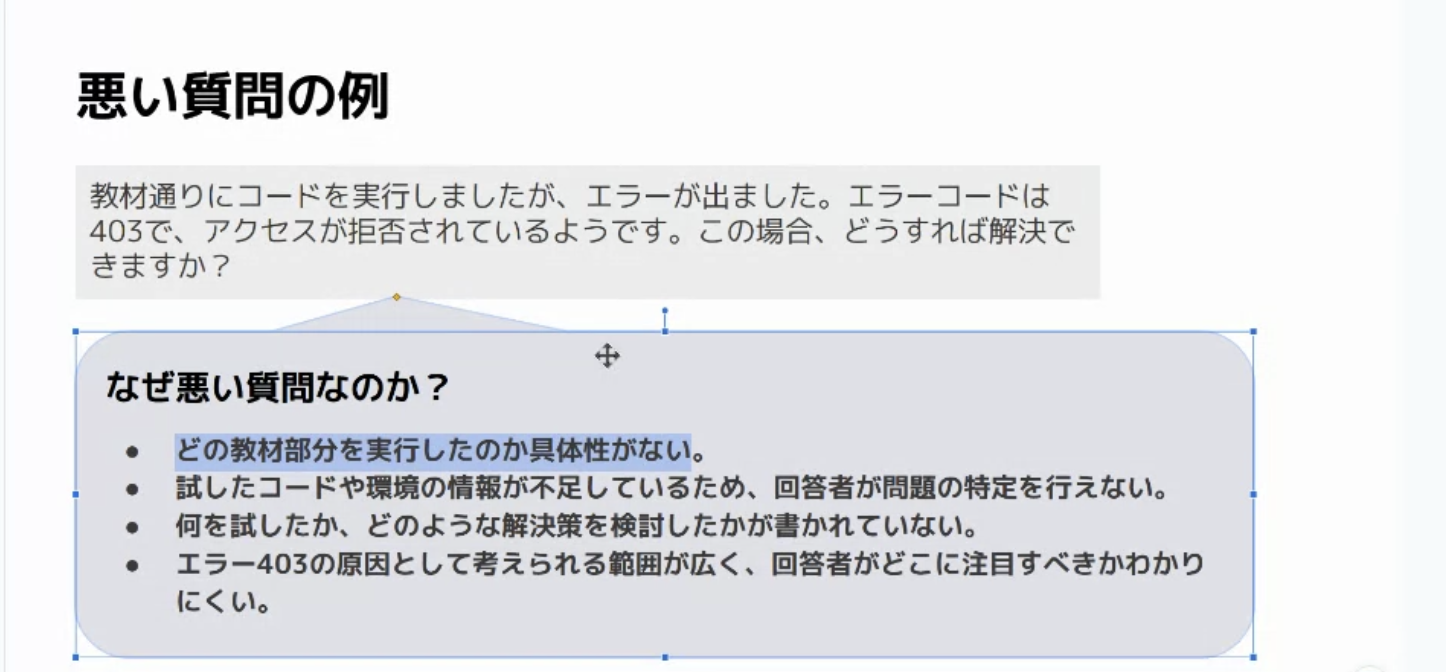 悪い質問の例
教材通りにコードを実行しましたが、エラーが出ました。エラーコードは
403で、アクセスが拒否されているようです。この場合、どうすれば解決で
きますか？
なぜ悪い質問なのか？
● どの教材部分を実行したのか具体性がない。
● 試したコードや環境の情報が不足しているため、回答者が問題の特定を行えない。
● 何を試したか、どのような解決策を検討したかが書かれていない。
● エラー403の原因として考えられる範囲が広く、回答者がどこに注目すべきかわかり
にくい。